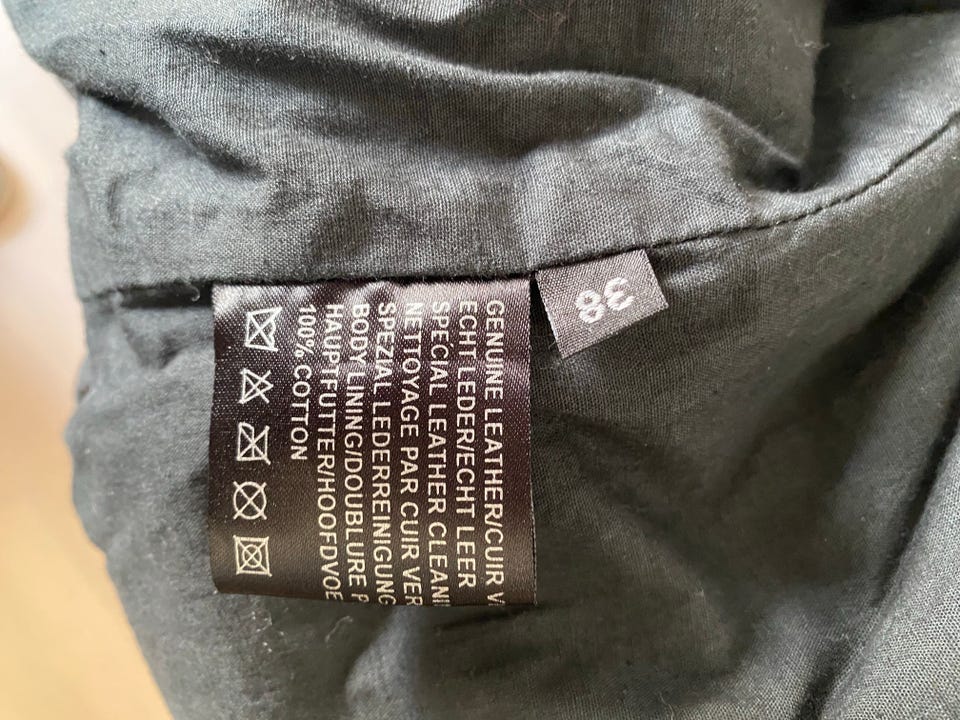 GENUINE LEATHER/CUIR V
ECHT LEDER/ECHT LEER
SPECIAL LEATHER CLEANI
NETTOYAGE PAR CUIR VER
SPEZAL LEDERREINIGUNG
BODY LINING/DOUBLURE P
HAUPTFUTTER/HOOFDVOE
100% COTTON
38